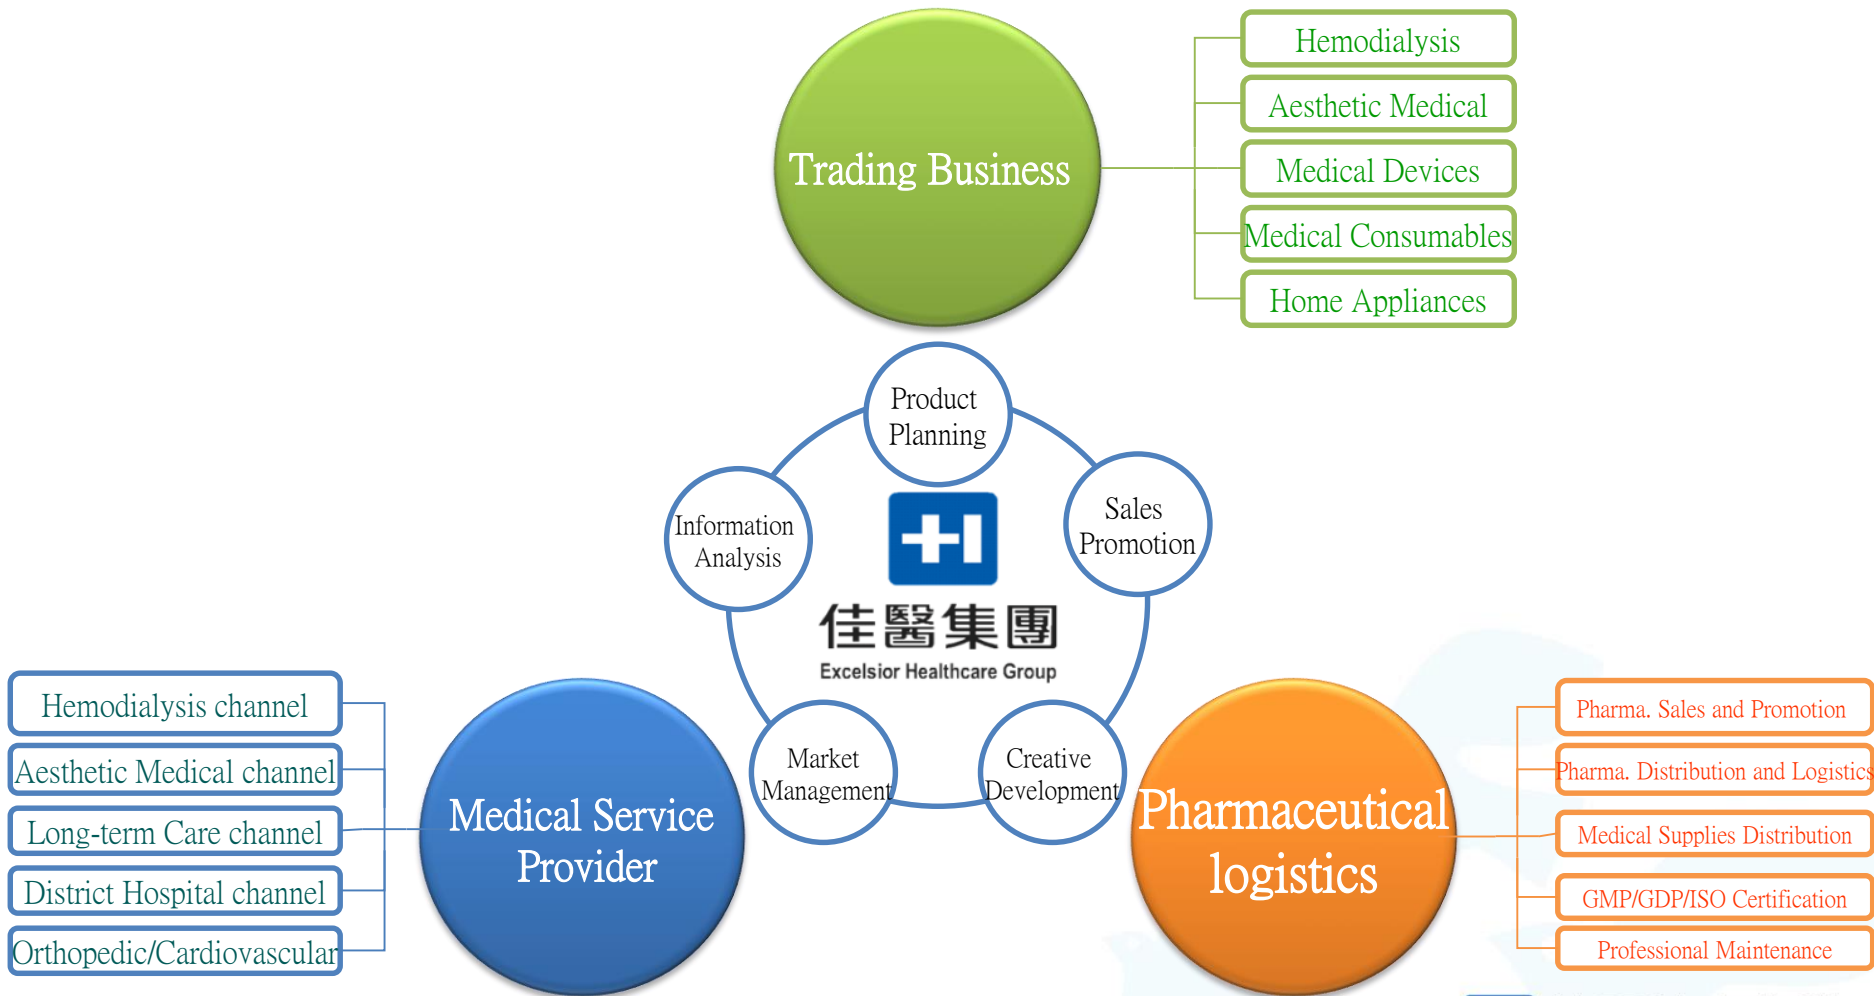 Trading Business
Hemodialysis
Aesthetic Medical
Medical Devices
Medical Consumables
Home Appliances
Product
Planning
Sales
Promotion
Information
Analysis
佳醫集團
Excelsior Healthcare Group
Market
Management
Creative
Development
Hemodialysis channel
Aesthetic Medical channel
Long-term Care channel
District Hospital channel
Orthopedic/Cardiovascular
Medical Service
Provider
Pharmaceutical
logistics
Pharma. Sales and Promotion
Pharma. Distribution and Logistics
Medical Supplies Distribution
GMP/GDP/ISO Certification
Professional Maintenance